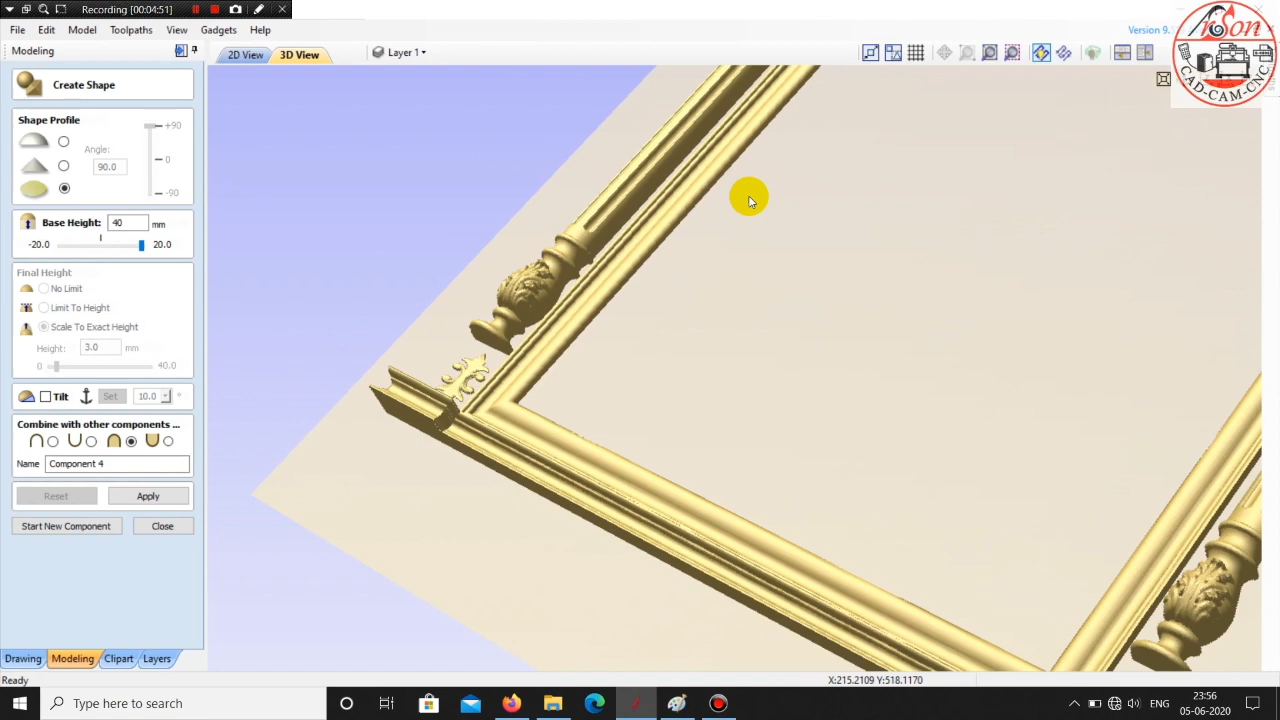 Recording [00:04:51]
File Edit Model Toolpaths View Gadgets Help
Version 9.
Modeling
2D View
3D View
Layer 1
CAD-CAM-CNC
Create Shape
Shape Profile
+90
Angle:
90.0
0
-90
Base Height: 40 mm
-20.0
20.0
Final Height
No Limit
Limit To Height
Scale To Exact Height
Height: 3.0 mm
0
40.0
Tilt
Set
10.0 °
Combine with other components ...
Name Component 4
Reset
Apply
Start New Component
Close
Drawing
Modeling
Clipart
Layers
Ready
X:215.2109 Y:518.1170
Type here to search
ENG
23:56
05-06-2020